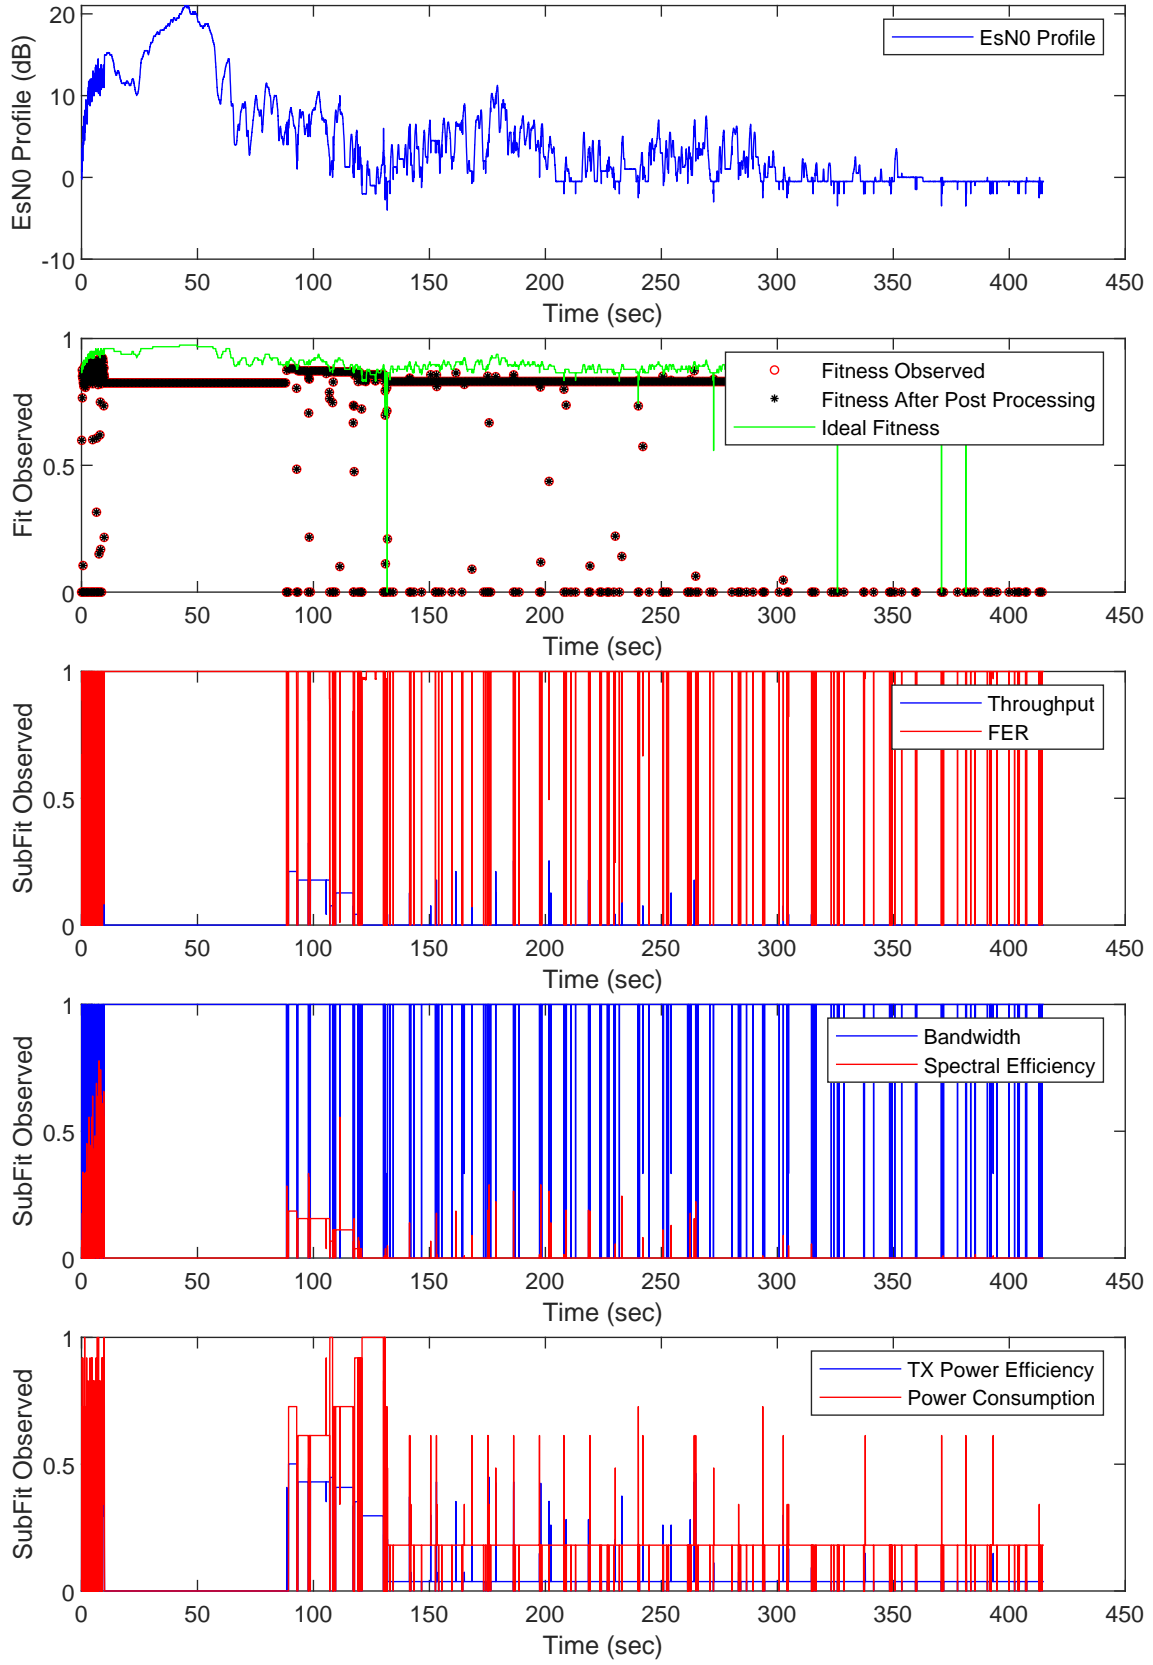 20
10
0
-10
EsN0 Profile (dB)
EsN0 Profile
0 50 100 150 200 250 300 350 400 450
Time (sec)
1
0.5
0
Fit Observed
Fitness Observed
Fitness After Post Processing
Ideal Fitness
0 50 100 150 200 250 300 350 400 450
Time (sec)
1
0.5
0
SubFit Observed
Throughput
FER
0 50 100 150 200 250 300 350 400 450
Time (sec)
1
0.5
0
SubFit Observed
Bandwidth
Spectral Efficiency
0 50 100 150 200 250 300 350 400 450
Time (sec)
1
0.5
0
SubFit Observed
TX Power Efficiency
Power Consumption
0 50 100 150 200 250 300 350 400 450
Time (sec)